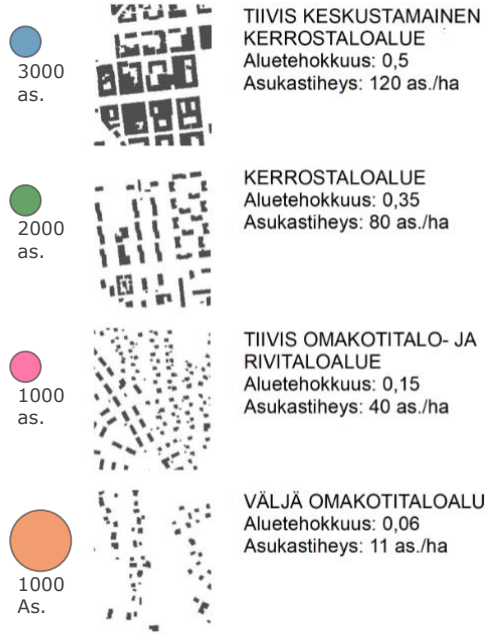 TIIVIS KESKUSTAMAINEN
KERROSTALOALUE
Aluetehokkuus: 0,5
Asukastiheys: 120 as./ha
3000
as.
KERROSTALOALUE
Aluetehokkuus: 0,35
Asukastiheys: 80 as./ha
2000
as.
TIIVIS OMAKOTITALO- JA
RIVITALOALUE
Aluetehokkuus: 0,15
Asukastiheys: 40 as./ha
1000
as.
VÄLJÄ OMAKOTITALOALU
Aluetehokkuus: 0,06
Asukastiheys: 11 as./ha
1000
As.